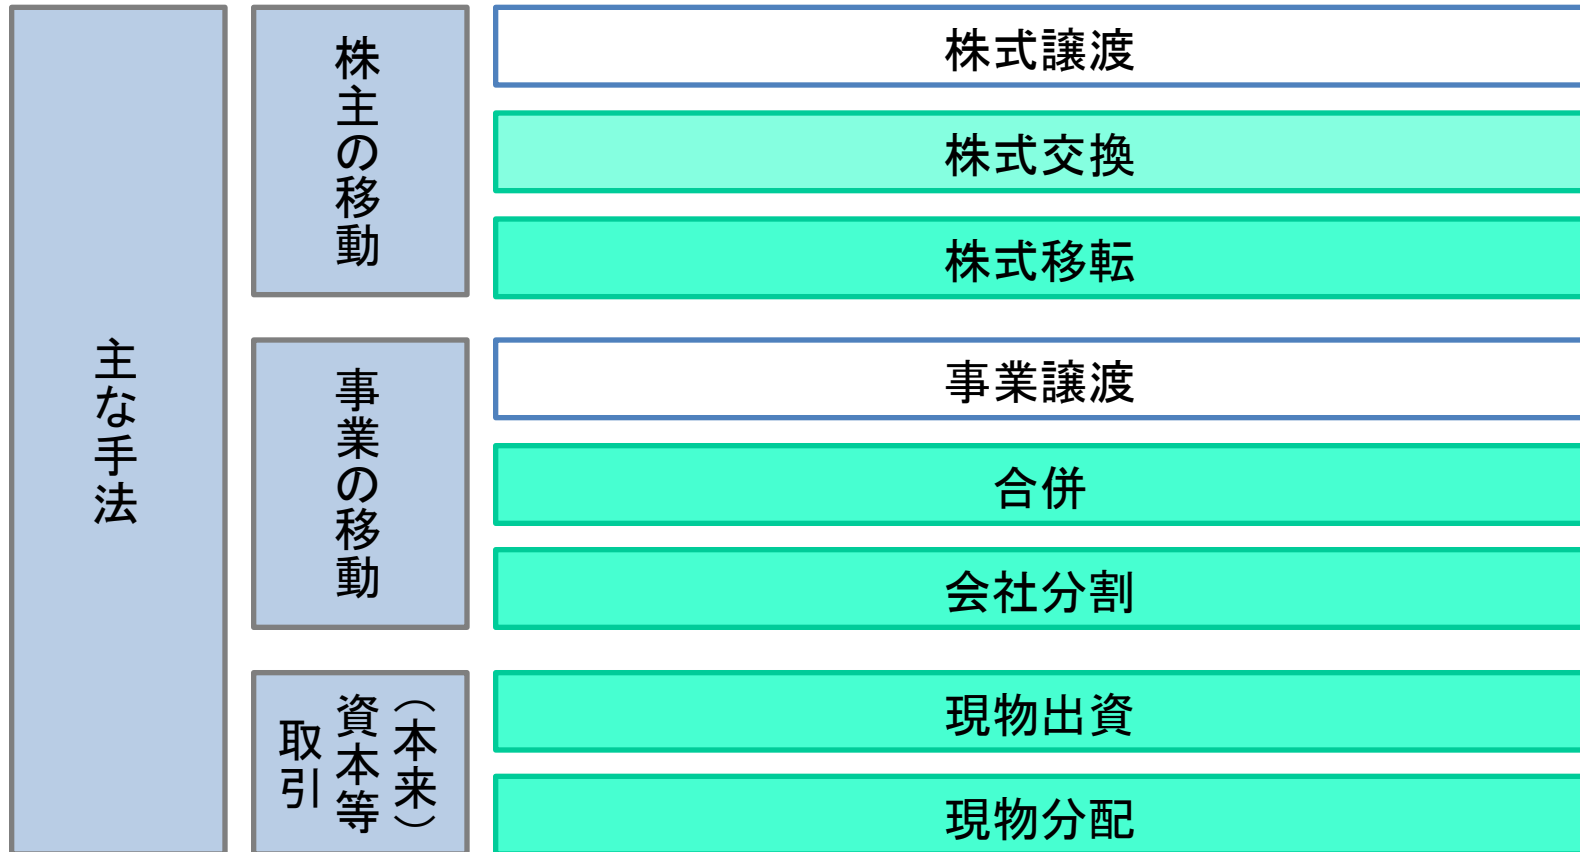 主な手法
株主の移動
株式譲渡
株式交換
株式移転
事業の移動
事業譲渡
合併
会社分割
（本来）
資本等
取引
現物出資
現物分配